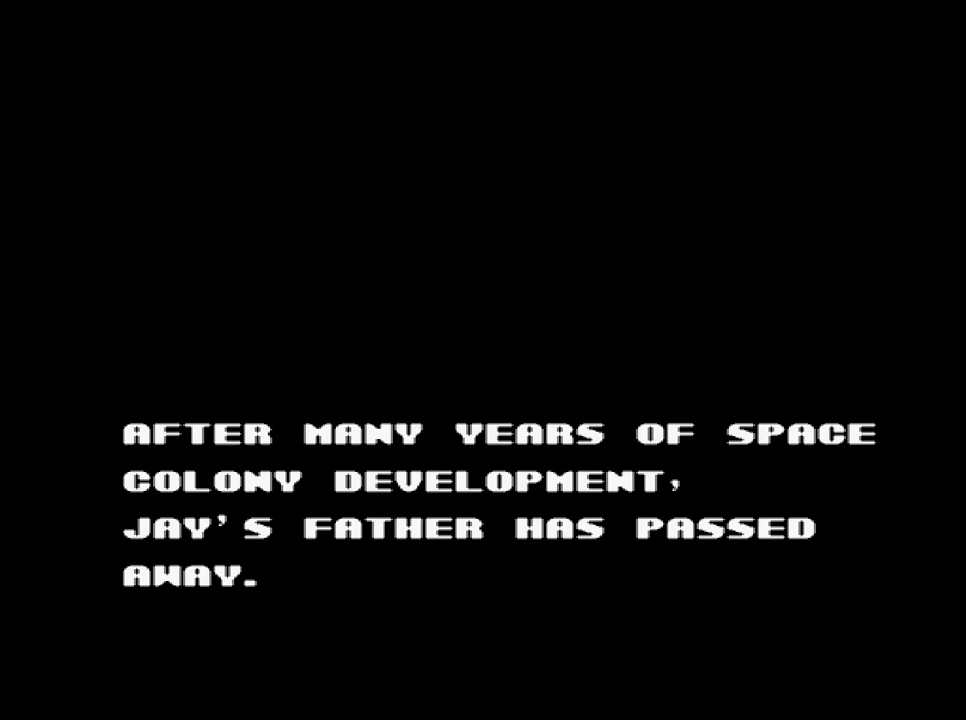 AFTER MANY YEARS OF SPACE
COLONY DEVELOPMENT,
JAY'S FATHER HAS PASSED
AWAY.